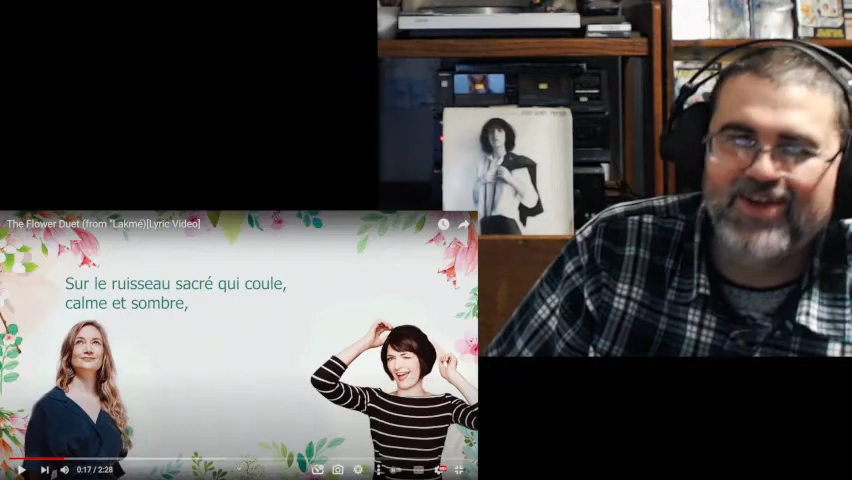 The Flower Duet (from "Lakmé)[Lyric Video]
Sur le ruisseau sacré qui coule,
calme et sombre,
0:17 / 2:28